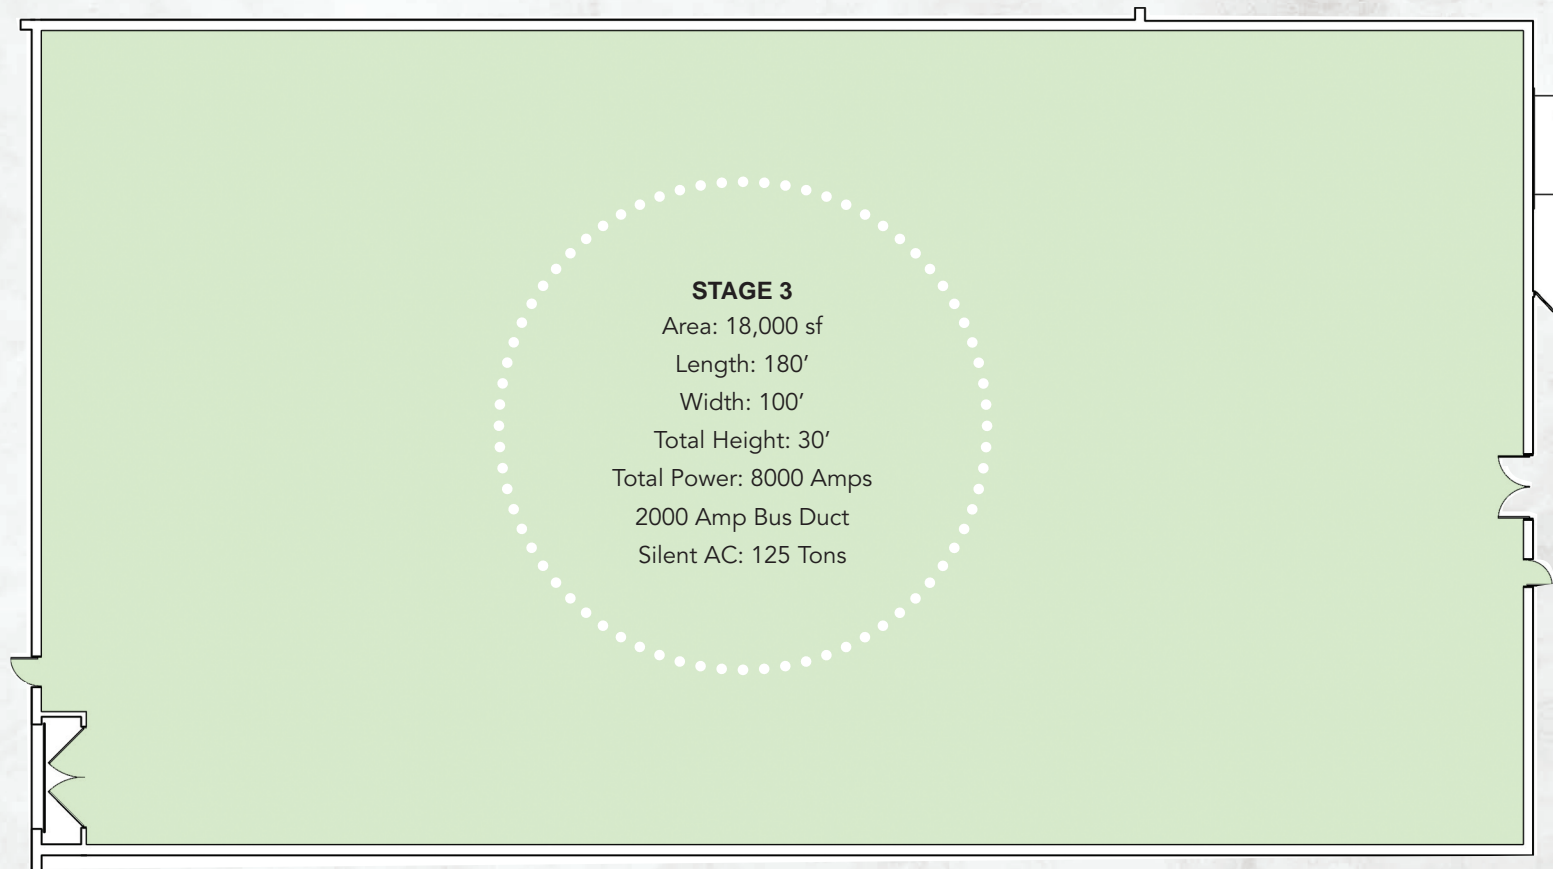 STAGE 3
Area: 18,000 sf
Length: 180’
Width: 100’
Total Height: 30’
Total Power: 8000 Amps
2000 Amp Bus Duct
Silent AC: 125 Tons